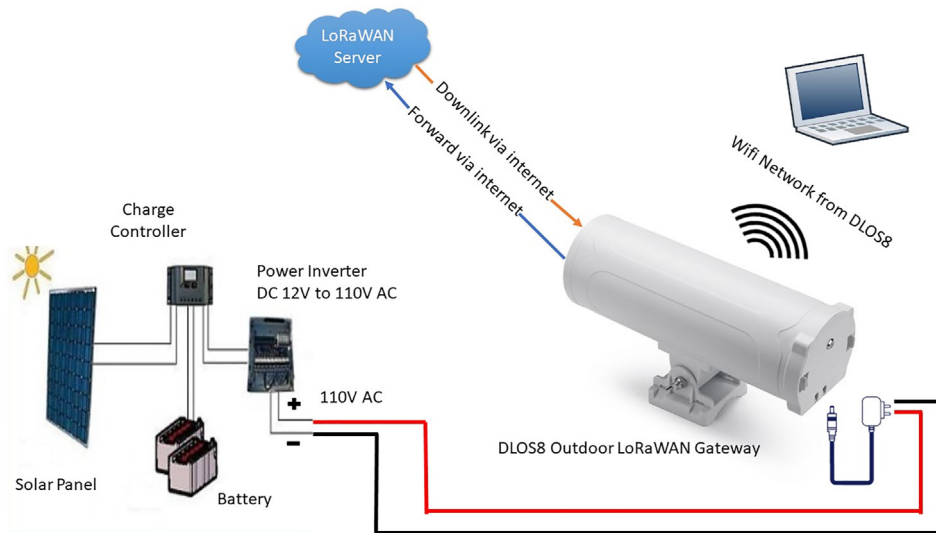 LoRaWAN
Server
Downlink via internet
Forward via internet
Wifi Network from DLOS8
Charge
Controller
Power Inverter
DC 12V to 110V AC
+
110V AC
−
DLOS8 Outdoor LoRaWAN Gateway
Solar Panel
Battery